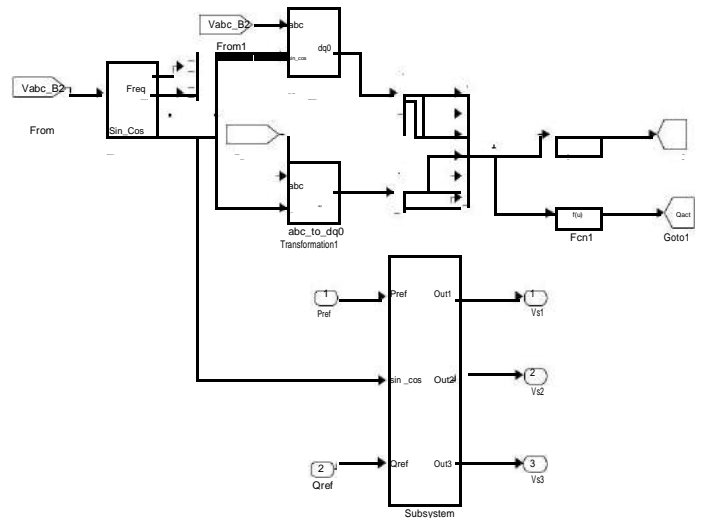 Vabc_B2
abc
dq0
From1
sin_cos
Vabc_B2
Freq
From
Sin_Cos
abc
abc_to_dq0
Transformation1
f(u)
Fcn1
Qact
Goto1
1
Pref
Pref
Out1
1
Vs1
sin _cos
Out2
2
Vs2
2
Qref
Qref
Out3
3
Vs3
Subsystem